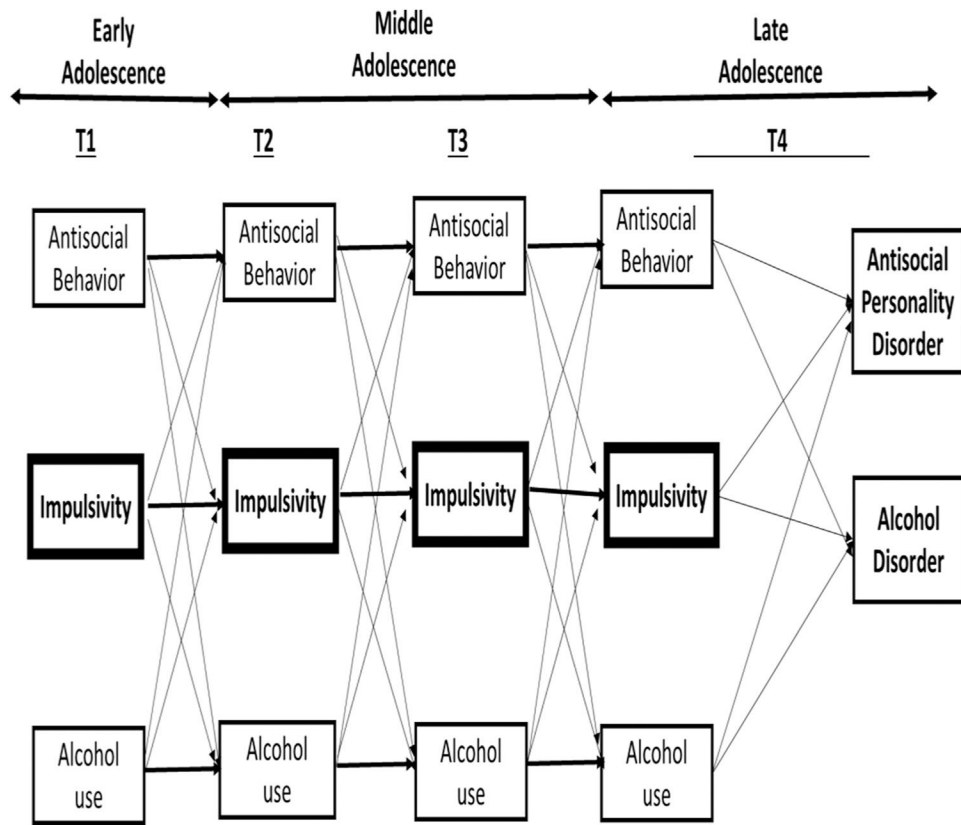 Early
Adolescence
Middle
Adolescence
Late
Adolescence
T1
T2
T3
T4
Antisocial
Behavior
Antisocial
Behavior
Antisocial
Behavior
Antisocial
Behavior
Antisocial
Personality
Disorder
Impulsivity
Impulsivity
Impulsivity
Impulsivity
Alcohol
Disorder
Alcohol
use
Alcohol
use
Alcohol
use
Alcohol
use